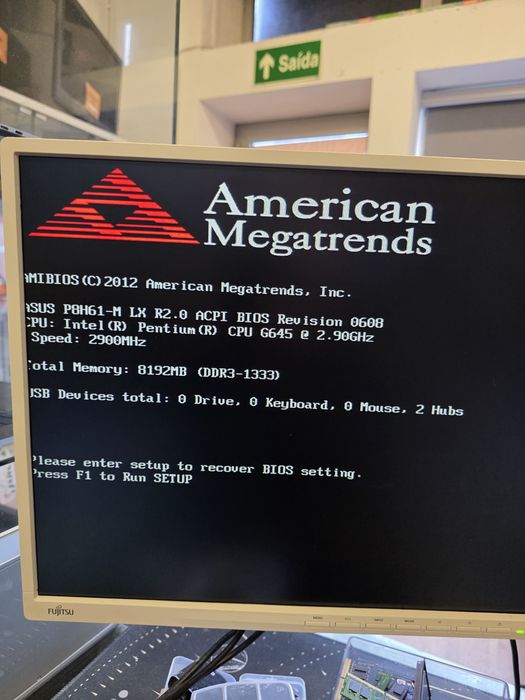 Saída
American
Megatrends
AMIBIOS(C)2012 American Megatrends, Inc.
ASUS P8H61-M LX R2.0 ACPI BIOS Revision 0608
CPU: Intel(R) Pentium(R) CPU G645 @ 2.90GHz
Speed: 2900MHz
Total Memory: 8192MB (DDR3-1333)
USB Devices total: 0 Drive, 0 Keyboard, 0 Mouse, 2 Hubs
Please enter setup to recover BIOS setting.
Press F1 to Run SETUP
FUJITSU